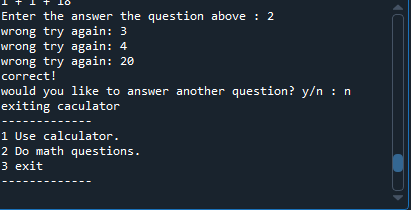 1 + 1 + 18
Enter the answer the question above : 2
wrong try again: 3
wrong try again: 4
wrong try again: 20
correct!
would you like to answer another question? y/n : n
exiting caculator
-------------
1 Use calculator.
2 Do math questions.
3 exit
-------------